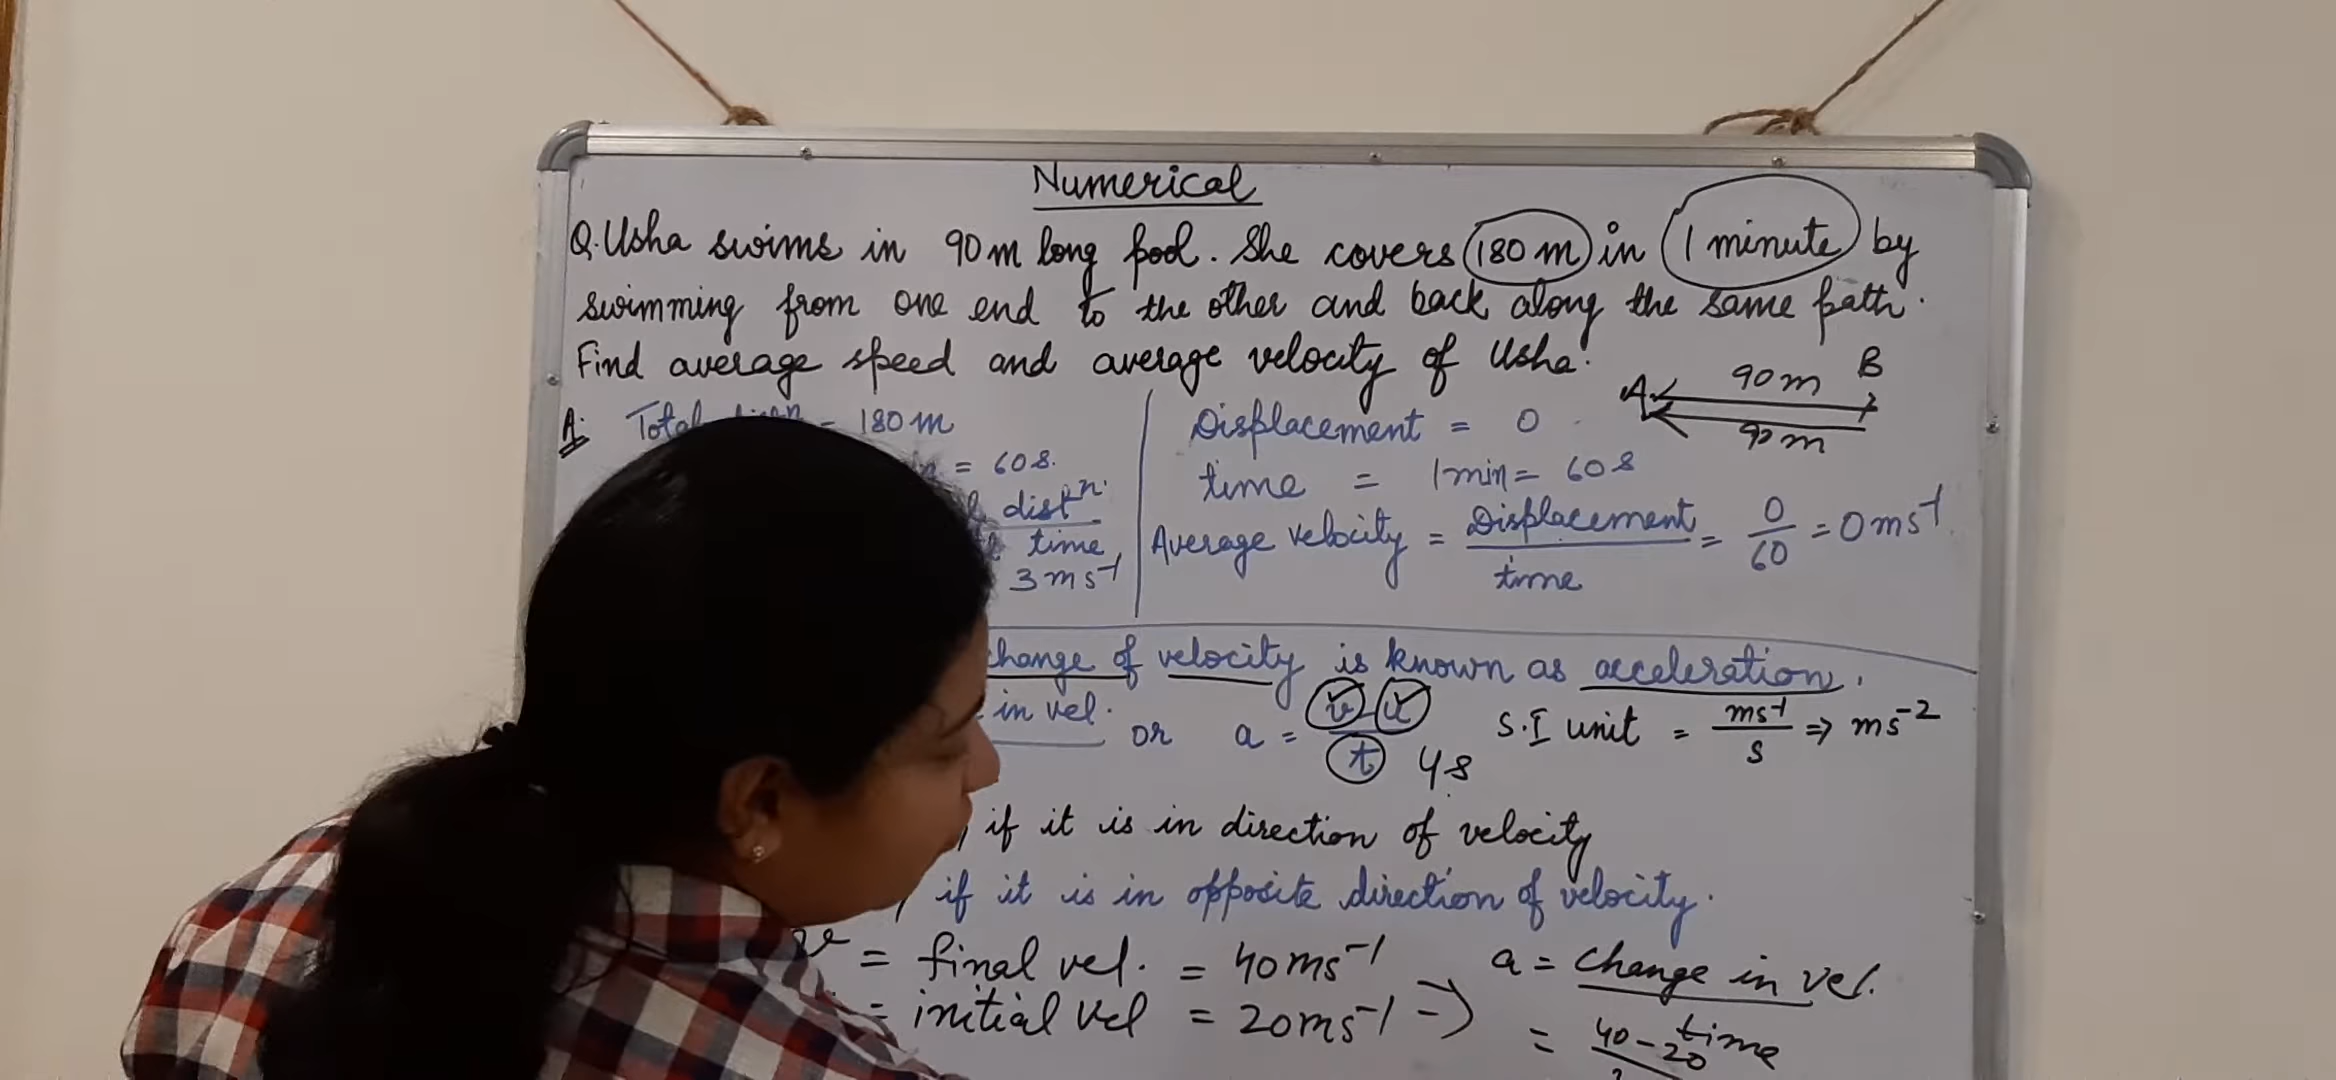 Numerical
Q. Usha swims in 90 m long pool. She covers 180 m in 1 minute by
swimming from one end to the other and back along the same path.
Find average speed and average velocity of Usha.
A 90 m B
90 m
A: Total = 180 m
= 60 s.
distⁿ.
time
3 ms⁻¹
Displacement = 0
time = 1 min = 60 s
Average velocity = Displacement / time = 0 / 60 = 0 ms⁻¹
change of velocity is known as acceleration.
in vel. or a = v - u / t 4 s S.I unit = ms⁻¹ / s ⇒ ms⁻²
, if it is in direction of velocity
, if it is in opposite direction of velocity.
v = final vel. = 40 ms⁻¹
= initial vel = 20 ms⁻¹ ⇒
a = change in vel. / time
= 40 - 20